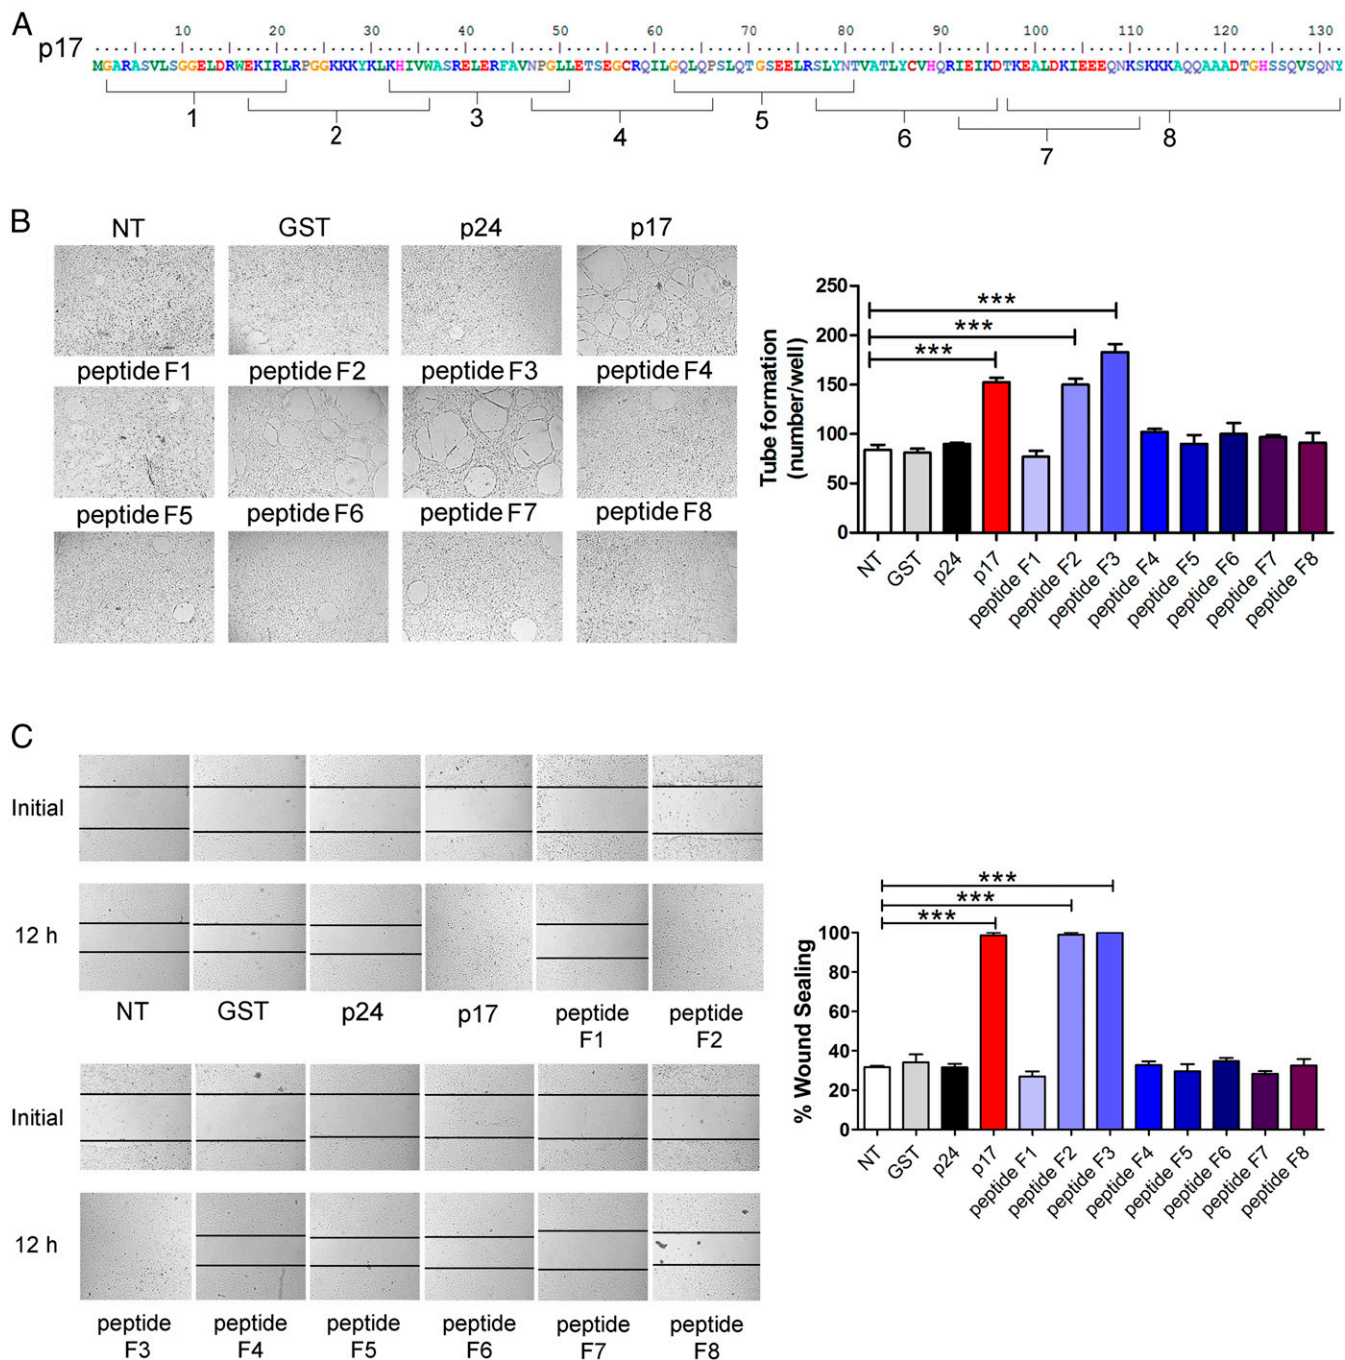 A
10 20 30 40 50 60 70 80 90 100 110 120 130
p17
MGARASVLSGGELDRWEKIRLRPGGKKKYKLKHIVWASRELERFAVNPGLLETSEGCRQILGQLQPSLQTGSEELRSLYNTVATLYCVHQRIEIKDTKEALDKIEEEQNKSKKKAQQAAADTGHSSQVSQNY
1 3 5
2 4 6 8
7
B
NT GST p24 p17
peptide F1 peptide F2 peptide F3 peptide F4
peptide F5 peptide F6 peptide F7 peptide F8
Tube formation
(number/well)
250
200
150
100
50
0
***
***
***
NT GST p24 p17 peptide F1 peptide F2 peptide F3 peptide F4 peptide F5 peptide F6 peptide F7 peptide F8
C
Initial
12 h
NT GST p24 p17 peptide F1 peptide F2
Initial
12 h
peptide F3 peptide F4 peptide F5 peptide F6 peptide F7 peptide F8
% Wound Sealing
100
80
60
40
20
0
***
***
***
NT GST p24 p17 peptide F1 peptide F2 peptide F3 peptide F4 peptide F5 peptide F6 peptide F7 peptide F8